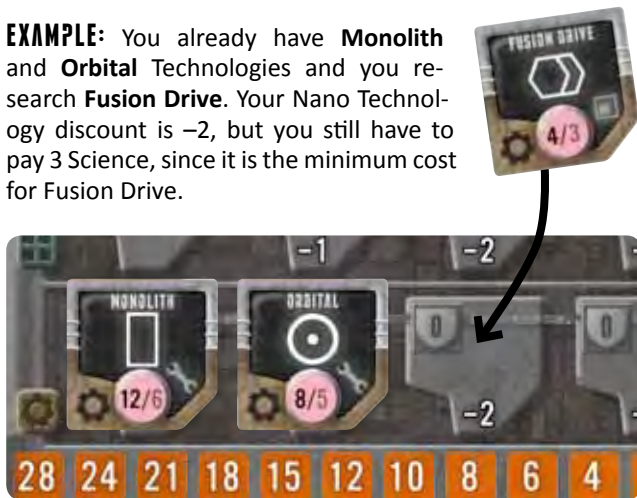 EXAMPLE: You already have Monolith
and Orbital Technologies and you re-
search Fusion Drive. Your Nano Technol-
ogy discount is –2, but you still have to
pay 3 Science, since it is the minimum cost
for Fusion Drive.
FUSION DRIVE
4/3
-1
-2
MONOLITH
12/6
ORBITAL
8/5
0
-2
0
28 24 21 18 15 12 10 8 6 4